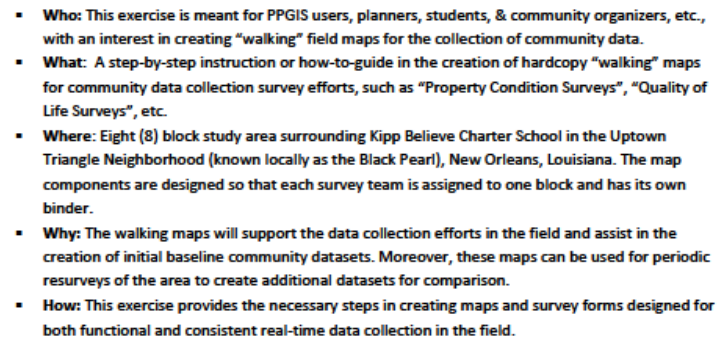 ▪ Who: This exercise is meant for PPGIS users, planners, students, & community organizers, etc.,
with an interest in creating “walking” field maps for the collection of community data.
▪ What: A step-by-step instruction or how-to-guide in the creation of hardcopy “walking” maps
for community data collection survey efforts, such as “Property Condition Surveys”, “Quality of
Life Surveys”, etc.
▪ Where: Eight (8) block study area surrounding Kipp Believe Charter School in the Uptown
Triangle Neighborhood (known locally as the Black Pearl), New Orleans, Louisiana. The map
components are designed so that each survey team is assigned to one block and has its own
binder.
▪ Why: The walking maps will support the data collection efforts in the field and assist in the
creation of initial baseline community datasets. Moreover, these maps can be used for periodic
resurveys of the area to create additional datasets for comparison.
▪ How: This exercise provides the necessary steps in creating maps and survey forms designed for
both functional and consistent real-time data collection in the field.